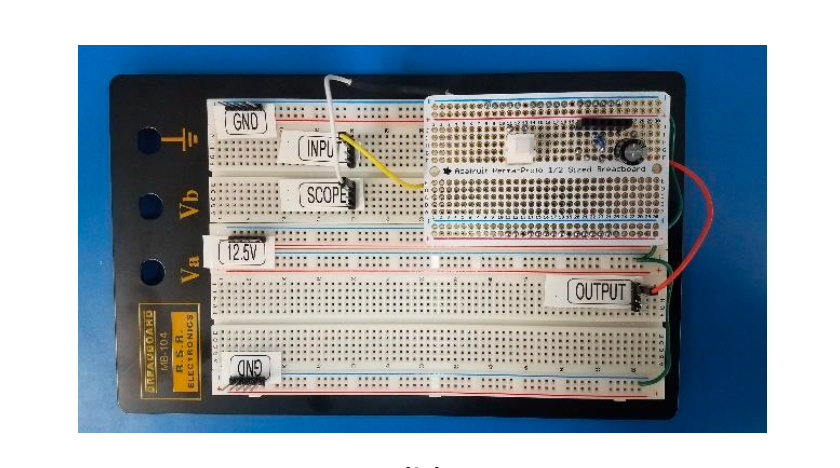 GND
INPUT
SCOPE
Adafruit Perma-Proto 1/2 Sized Breadboard
Vb
12.5V
Va
OUTPUT
BREADBOARD
MB-104
R.S.R.
ELECTRONICS
GND